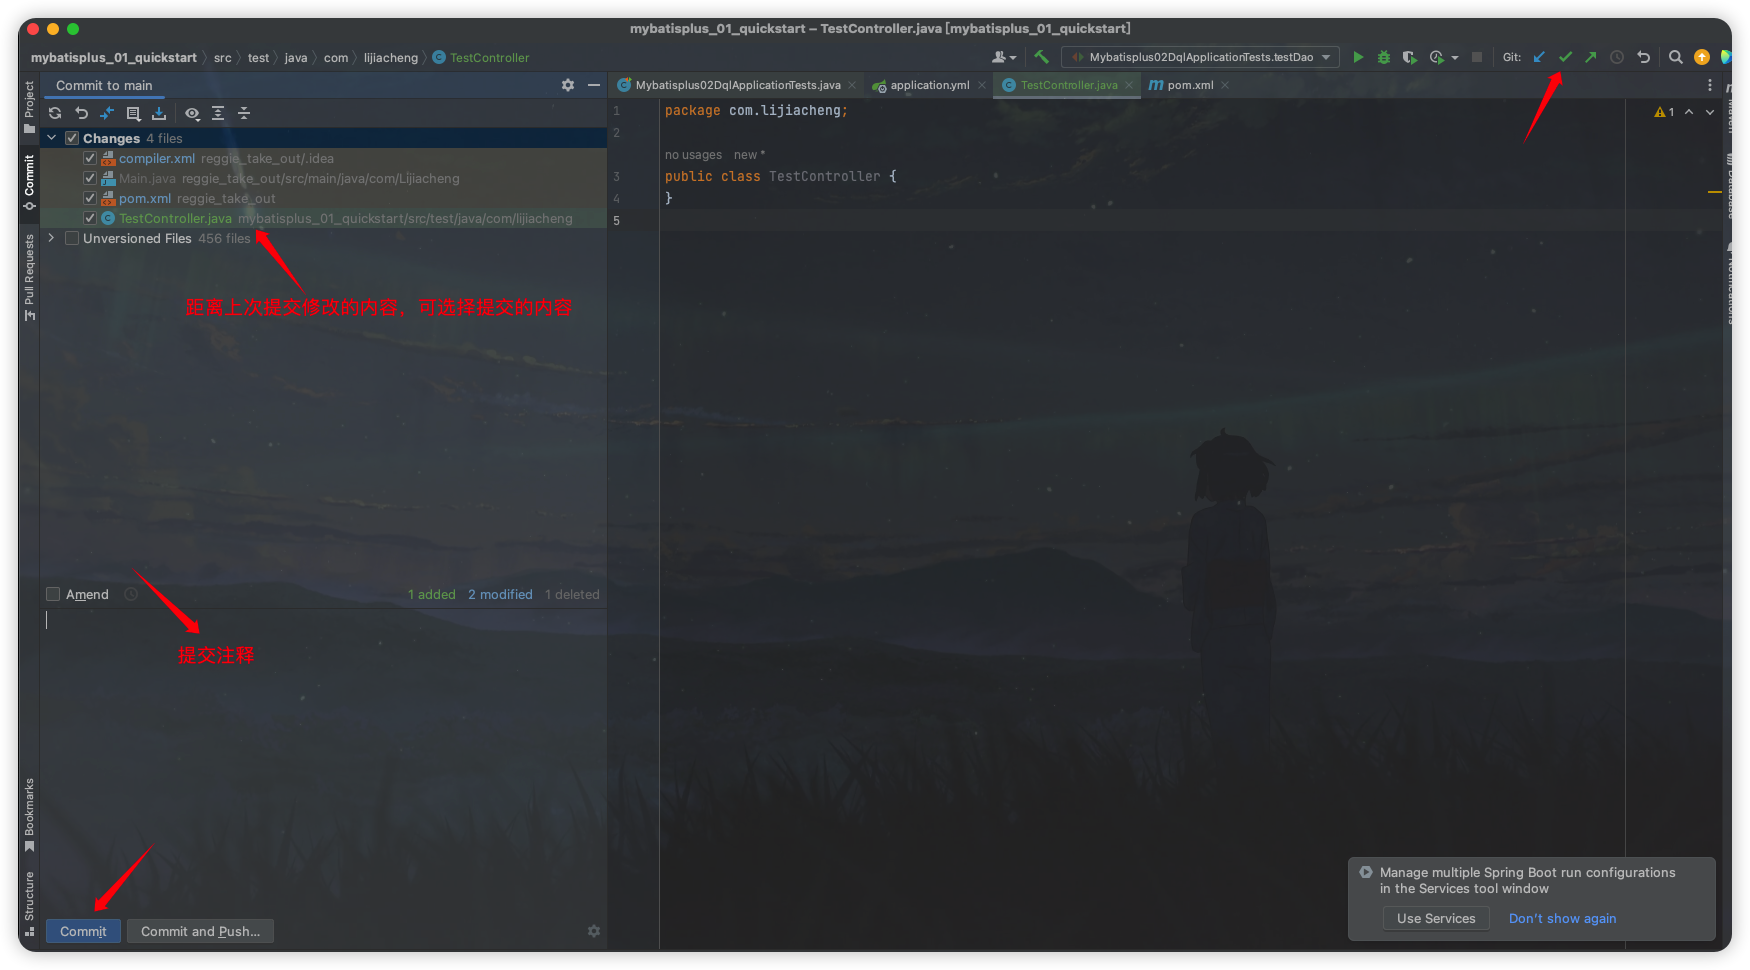 mybatisplus_01_quickstart – TestController.java [mybatisplus_01_quickstart]
mybatisplus_01_quickstart src test java com lijiacheng TestController
Mybatisplus02DqlApplicationTests.testDao
Git:
Project
Commit
Pull Requests
Bookmarks
Structure
Commit to main
Mybatisplus02DqlApplicationTests.java
application.yml
TestController.java
pom.xml
Changes 4 files
compiler.xml reggie_take_out/.idea
Main.java reggie_take_out/src/main/java/com/Lijiacheng
pom.xml reggie_take_out
TestController.java mybatisplus_01_quickstart/src/test/java/com/lijiacheng
Unversioned Files 456 files
距离上次提交修改的内容，可选择提交的内容
Amend
1 added 2 modified 1 deleted
提交注释
Commit
Commit and Push...
1 package com.lijiacheng;
2
no usages new *
3 public class TestController {
4 }
5
1
Maven
Database
Notifications
Manage multiple Spring Boot run configurations
in the Services tool window
Use Services
Don't show again